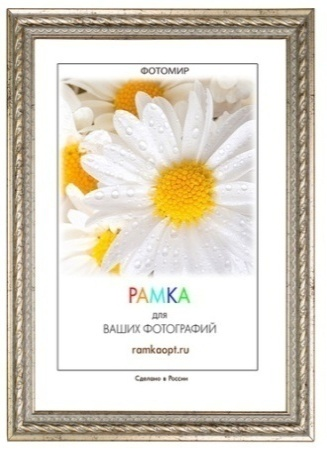 ФОТОМИР
РАМКА
для
ВАШИХ ФОТОГРАФИЙ
ramkaopt.ru
Сделано в России